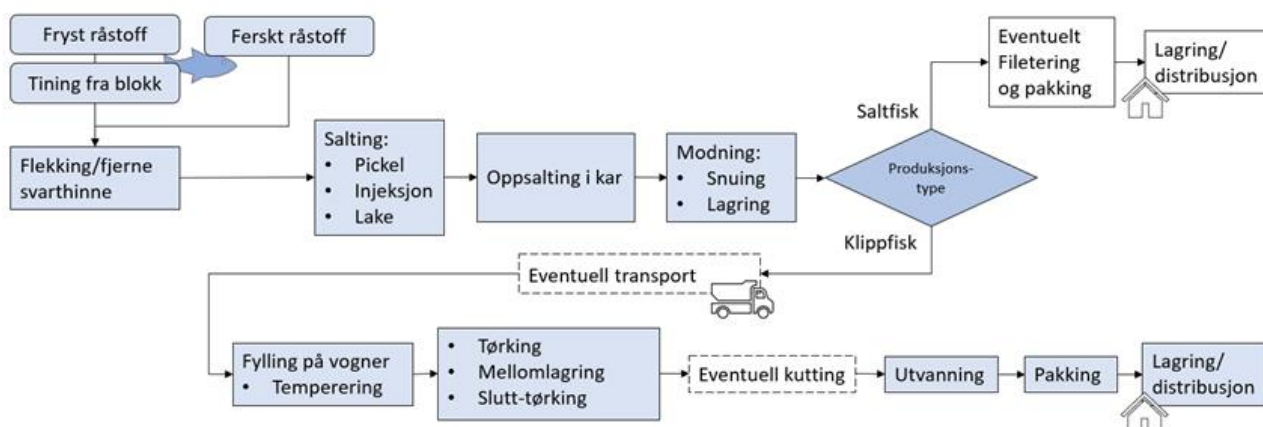 Fryst råstoff
Ferskt råstoff
Tining fra blokk
Flekking/fjerne
svarthinne
Salting:
• Pickel
• Injeksjon
• Lake
Oppsalting i kar
Modning:
• Snuing
• Lagring
Produksjons-
type
Saltfisk
Eventuelt
Filetering
og pakking
Lagring/
distribusjon
Klippfisk
Eventuell transport
Fylling på vogner
• Temperering
• Tørking
• Mellomlagring
• Slutt-tørking
Eventuell kutting
Utvanning
Pakking
Lagring/
distribusjon